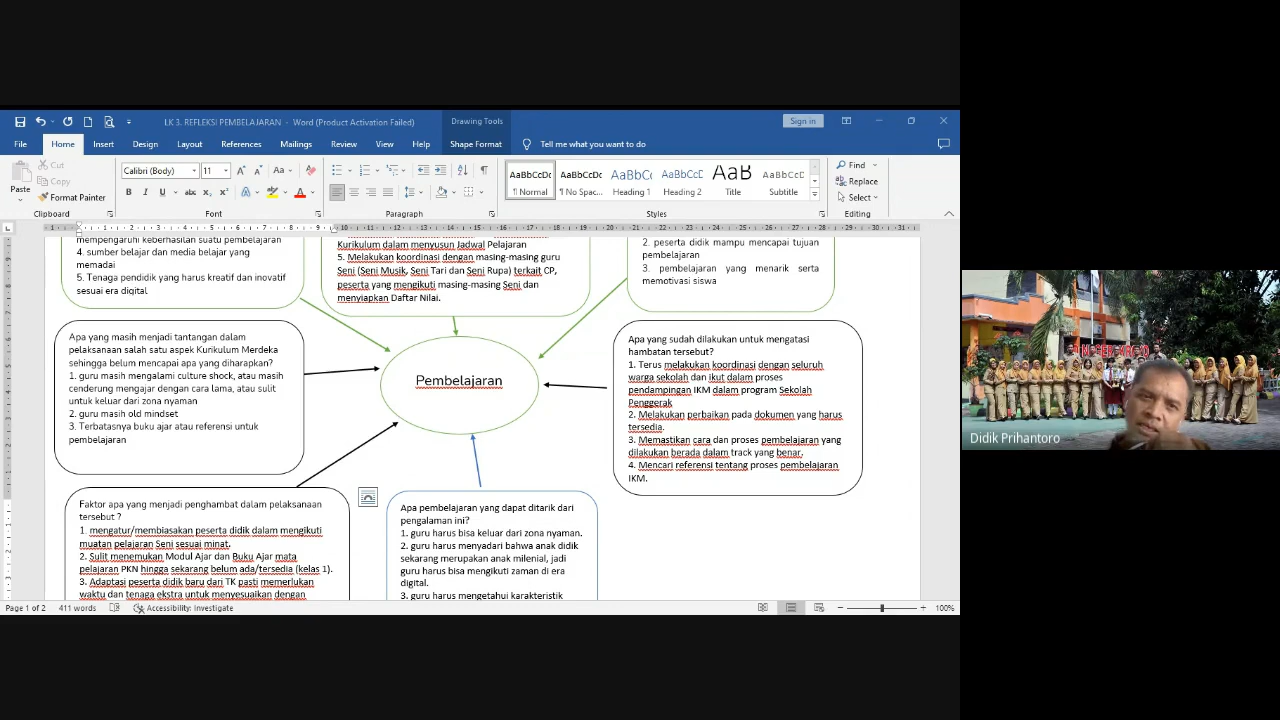 LK 3. REFLEKSI PEMBELAJARAN - Word (Product Activation Failed)
Drawing Tools
Sign in
File Home Insert Design Layout References Mailings Review View Help Shape Format Tell me what you want to do
Paste
Cut
Copy
Format Painter
Clipboard
Calibri (Body) 11
Font
Paragraph
AaBbCcDc AaBbCcDc AaBbCc AaBbCcD AaB AaBbCcD
¶ Normal ¶ No Spac... Heading 1 Heading 2 Title Subtitle
Styles
Find
Replace
Select
Editing
mempengaruhi keberhasilan suatu pembelajaran
4. sumber belajar dan media belajar yang
memadai
5. Tenaga pendidik yang harus kreatif dan inovatif
sesuai era digital
Kurikulum dalam menyusun Jadwal Pelajaran
5. Melakukan koordinasi dengan masing-masing guru
Seni (Seni Musik, Seni Tari dan Seni Rupa) terkait CP,
peserta yang mengikuti masing-masing Seni dan
menyiapkan Daftar Nilai.
2. peserta didik mampu mencapai tujuan
pembelajaran
3. pembelajaran yang menarik serta
memotivasi siswa
Apa yang masih menjadi tantangan dalam
pelaksanaan salah satu aspek Kurikulum Merdeka
sehingga belum mencapai apa yang diharapkan?
1. guru masih mengalami culture shock, atau masih
cenderung mengajar dengan cara lama, atau sulit
untuk keluar dari zona nyaman
2. guru masih old mindset
3. Terbatasnya buku ajar atau referensi untuk
pembelajaran
Pembelajaran
Apa yang sudah dilakukan untuk mengatasi
hambatan tersebut?
1. Terus melakukan koordinasi dengan seluruh
warga sekolah dan ikut dalam proses
pendampingan IKM dalam program Sekolah
Penggerak
2. Melakukan perbaikan pada dokumen yang harus
tersedia.
3. Memastikan cara dan proses pembelajaran yang
dilakukan berada dalam track yang benar.
4. Mencari referensi tentang proses pembelajaran
IKM.
Faktor apa yang menjadi penghambat dalam pelaksanaan
tersebut ?
1. mengatur/membiasakan peserta didik dalam mengikuti
muatan pelajaran Seni sesuai minat.
2. Sulit menemukan Modul Ajar dan Buku Ajar mata
pelajaran PKN hingga sekarang belum ada/tersedia (kelas 1).
3. Adaptasi peserta didik baru dari TK pasti memerlukan
waktu dan tenaga ekstra untuk menyesuaikan dengan
Apa pembelajaran yang dapat ditarik dari
pengalaman ini?
1. guru harus bisa keluar dari zona nyaman.
2. guru harus menyadari bahwa anak didik
sekarang merupakan anak milenial, jadi
guru harus bisa mengikuti zaman di era
digital.
3. guru harus mengetahui karakteristik
Page 1 of 2 411 words Accessibility: Investigate
100%
Didik Prihantoro